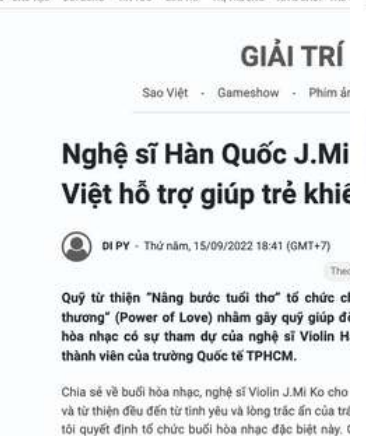 GIẢI TRÍ
Sao Việt - Gameshow - Phim
Nghệ sĩ Hàn Quốc J.Mi
Việt hỗ trợ giúp trẻ
DI PY - Thứ năm, 15/09/2022 18:41 (GMT+7)
Quỹ từ thiện "Nâng bước tuổi thơ" tổ chức
thương" (Power of Love) nhằm gây quỹ giúp
hòa nhạc có sự tham dự của nghệ sĩ Violin
thành viên của trường Quốc tế TPHCM.
Chia sẻ về buổi hòa nhạc, nghệ sĩ Violin J.Mi Ko cho
và từ thiện đều đến từ tình yêu và lòng trắc ẩn của
tôi quyết định tổ chức buổi hòa nhạc đặc biệt này.